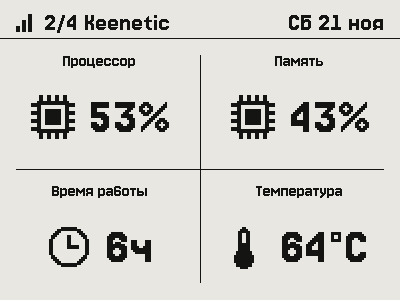 2/4 Keenetic Сб 21 ноя
Процессор Память
53% 43%
Время работы Температура
6ч 64°C